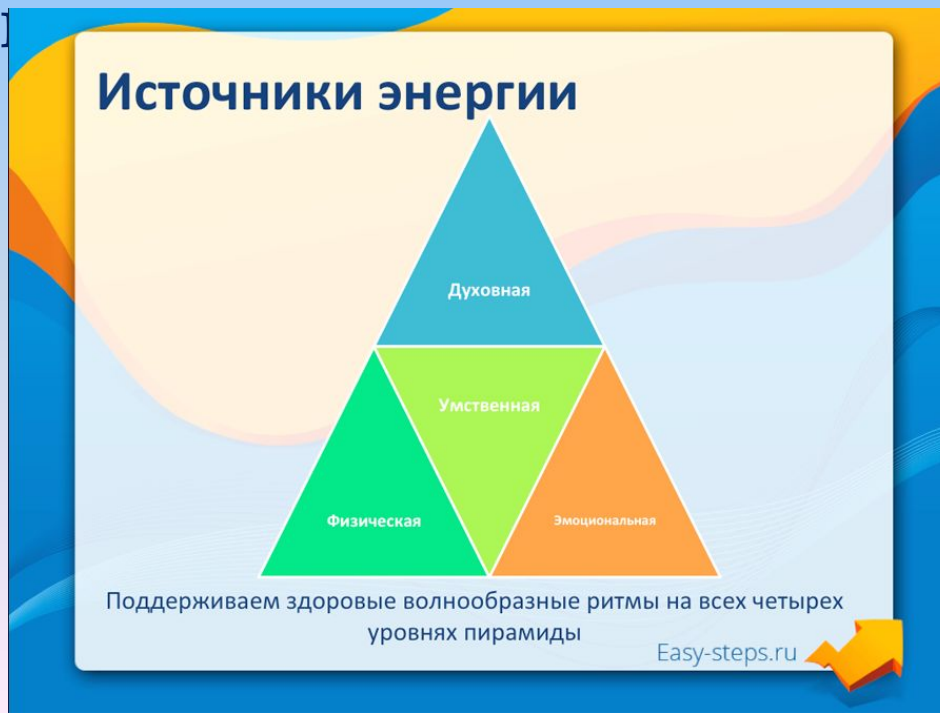 Источники энергии
Духовная
Умственная
Физическая
Эмоциональная
Поддерживаем здоровые волнообразные ритмы на всех четырех
уровнях пирамиды
Easy-steps.ru